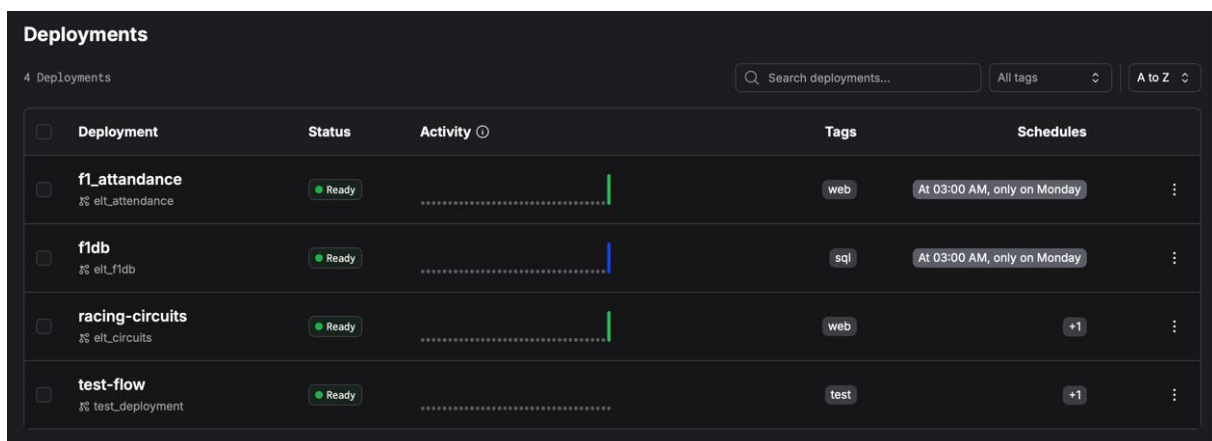 Deployments
4 Deployments
Search deployments...
All tags
A to Z
Deployment Status Activity Tags Schedules
f1_attandance
elt_attendance
Ready
web
At 03:00 AM, only on Monday
f1db
elt_f1db
Ready
sql
At 03:00 AM, only on Monday
racing-circuits
elt_circuits
Ready
web
+1
test-flow
test_deployment
Ready
test
+1